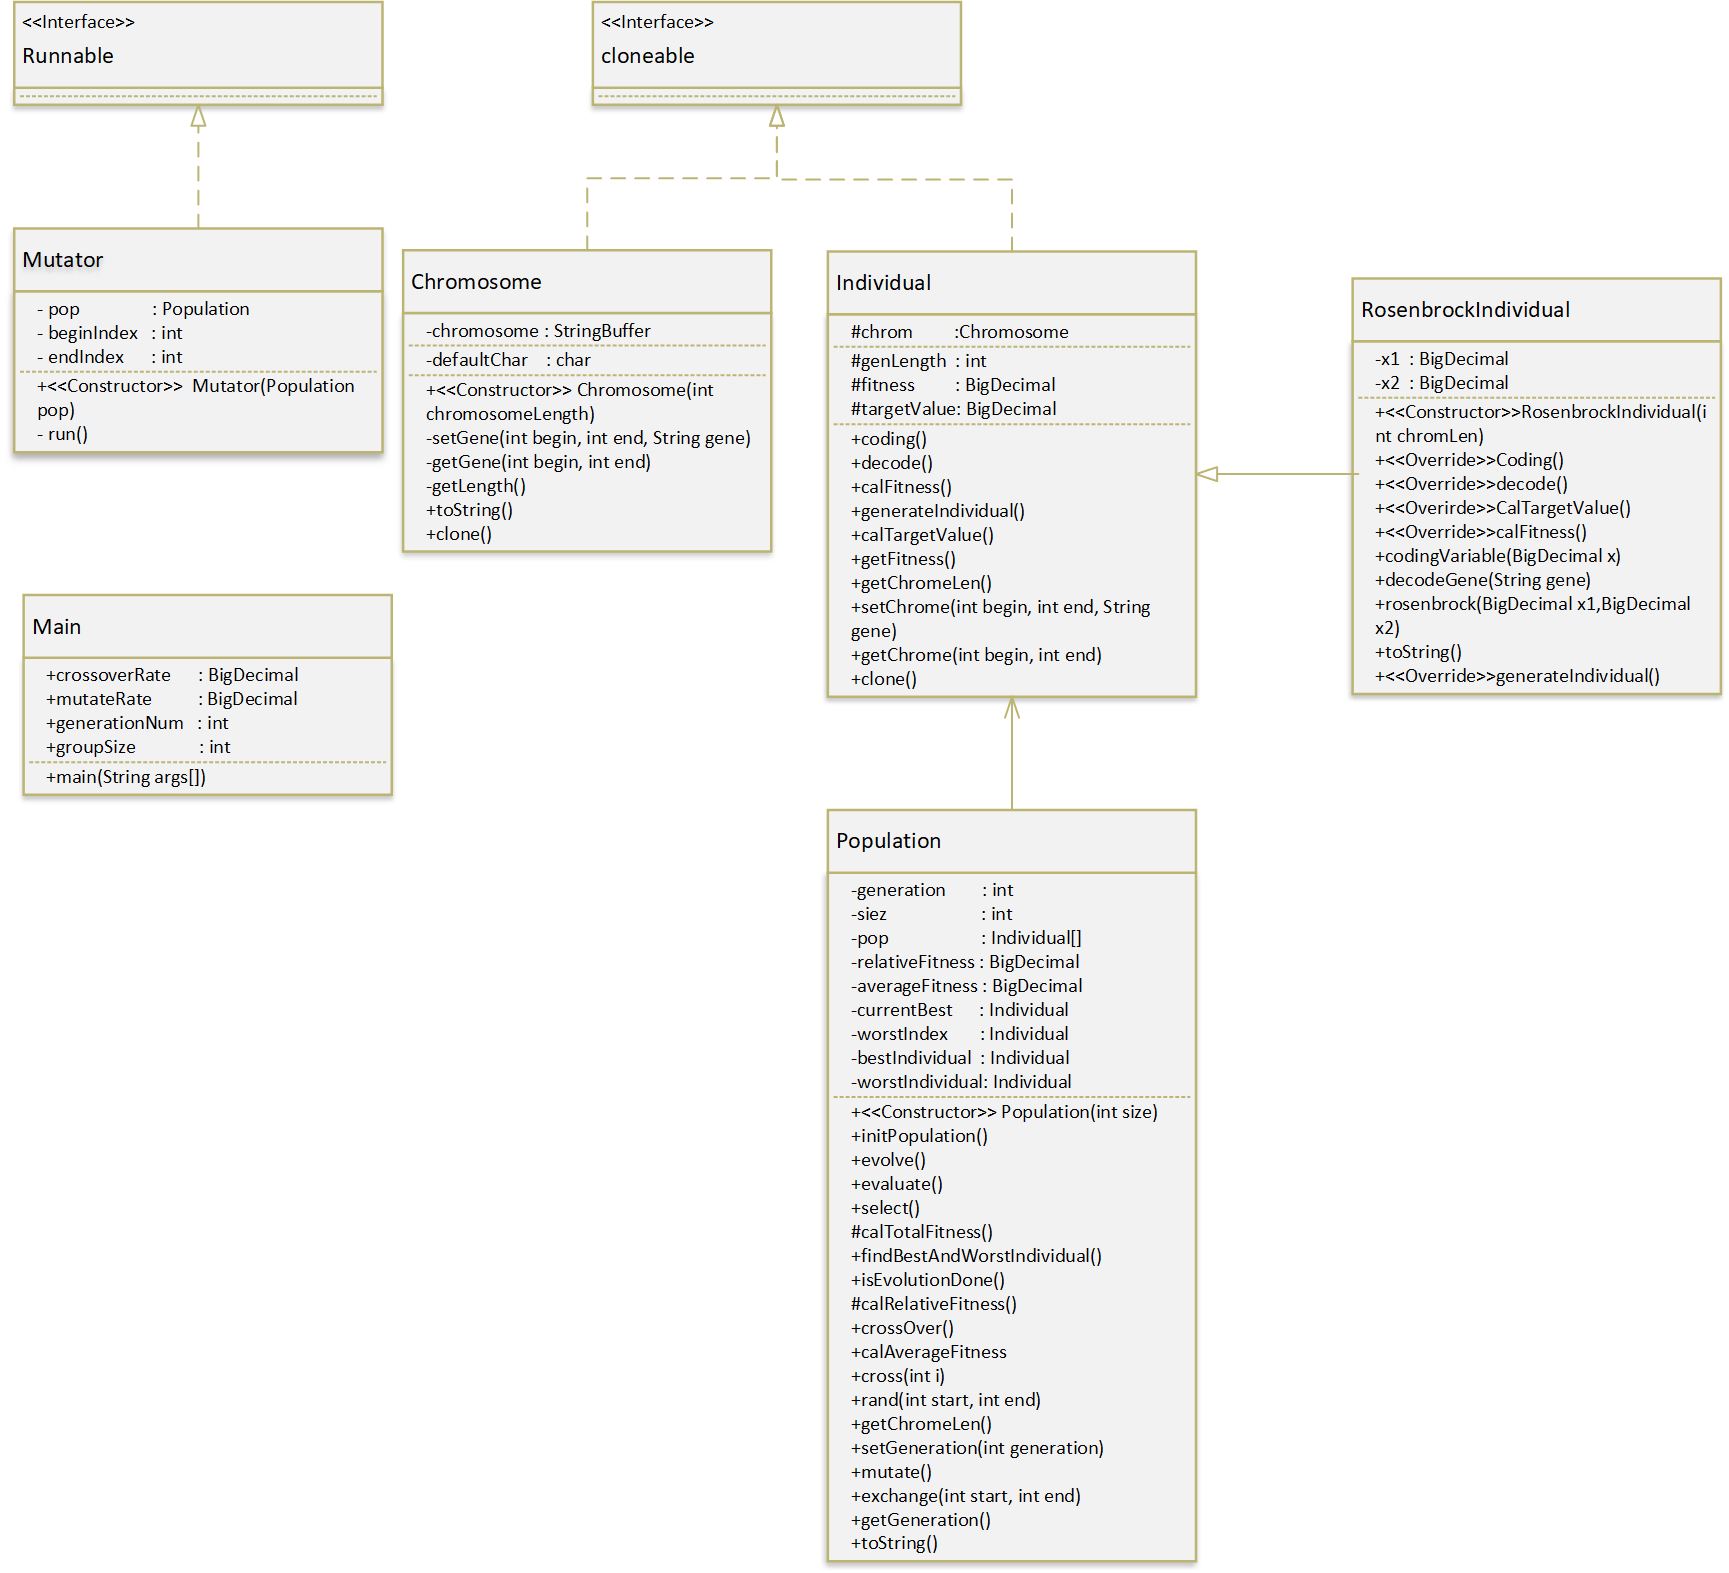 <<Interface>>
Runnable
<<Interface>>
cloneable
Mutator
- pop : Population
- beginIndex : int
- endIndex : int
+<<Constructor>> Mutator(Population
pop)
- run()
Chromosome
-chromosome : StringBuffer
-defaultChar : char
+<<Constructor>> Chromosome(int
chromosomeLength)
-setGene(int begin, int end, String gene)
-getGene(int begin, int end)
-getLength()
+toString()
+clone()
Individual
#chrom :Chromosome
#genLength : int
#fitness : BigDecimal
#targetValue: BigDecimal
+coding()
+decode()
+calFitness()
+generateIndividual()
+calTargetValue()
+getFitness()
+getChromeLen()
+setChrome(int begin, int end, String
gene)
+getChrome(int begin, int end)
+clone()
RosenbrockIndividual
-x1 : BigDecimal
-x2 : BigDecimal
+<<Constructor>>RosenbrockIndividual(i
nt chromLen)
+<<Override>>Coding()
+<<Override>>decode()
+<<Overirde>>CalTargetValue()
+<<Override>>calFitness()
+codingVariable(BigDecimal x)
+decodeGene(String gene)
+rosenbrock(BigDecimal x1,BigDecimal
x2)
+toString()
+<<Override>>generateIndividual()
Main
+crossoverRate : BigDecimal
+mutateRate : BigDecimal
+generationNum : int
+groupSize : int
+main(String args[])
Population
-generation : int
-siez : int
-pop : Individual[]
-relativeFitness : BigDecimal
-averageFitness : BigDecimal
-currentBest : Individual
-worstIndex : Individual
-bestIndividual : Individual
-worstIndividual: Individual
+<<Constructor>> Population(int size)
+initPopulation()
+evolve()
+evaluate()
+select()
#calTotalFitness()
+findBestAndWorstIndividual()
+isEvolutionDone()
#calRelativeFitness()
+crossOver()
+calAverageFitness
+cross(int i)
+rand(int start, int end)
+getChromeLen()
+setGeneration(int generation)
+mutate()
+exchange(int start, int end)
+getGeneration()
+toString()